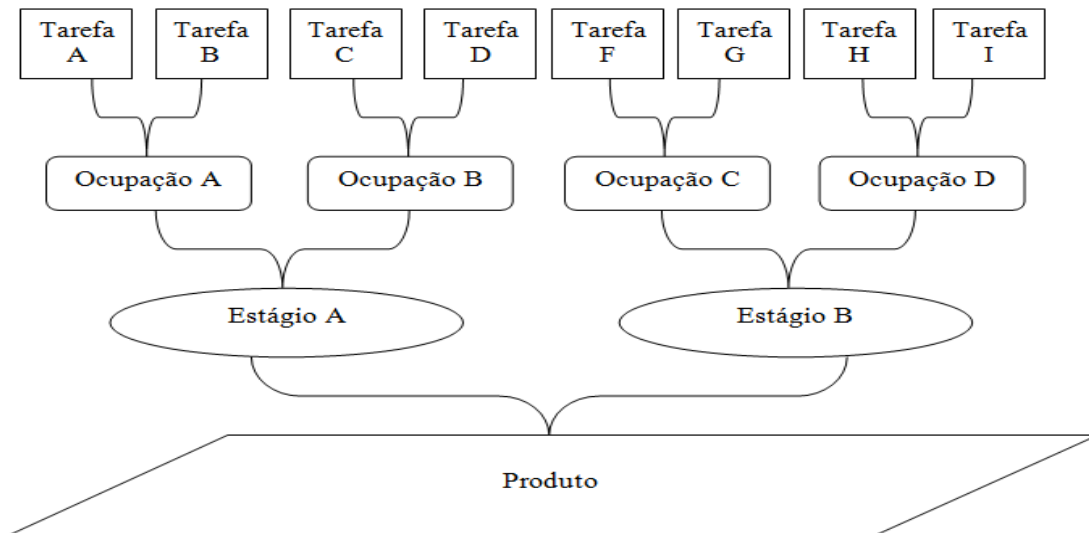 Tarefa
A
Tarefa
B
Tarefa
C
Tarefa
D
Tarefa
F
Tarefa
G
Tarefa
H
Tarefa
I
Ocupação A
Ocupação B
Ocupação C
Ocupação D
Estágio A
Estágio B
Produto